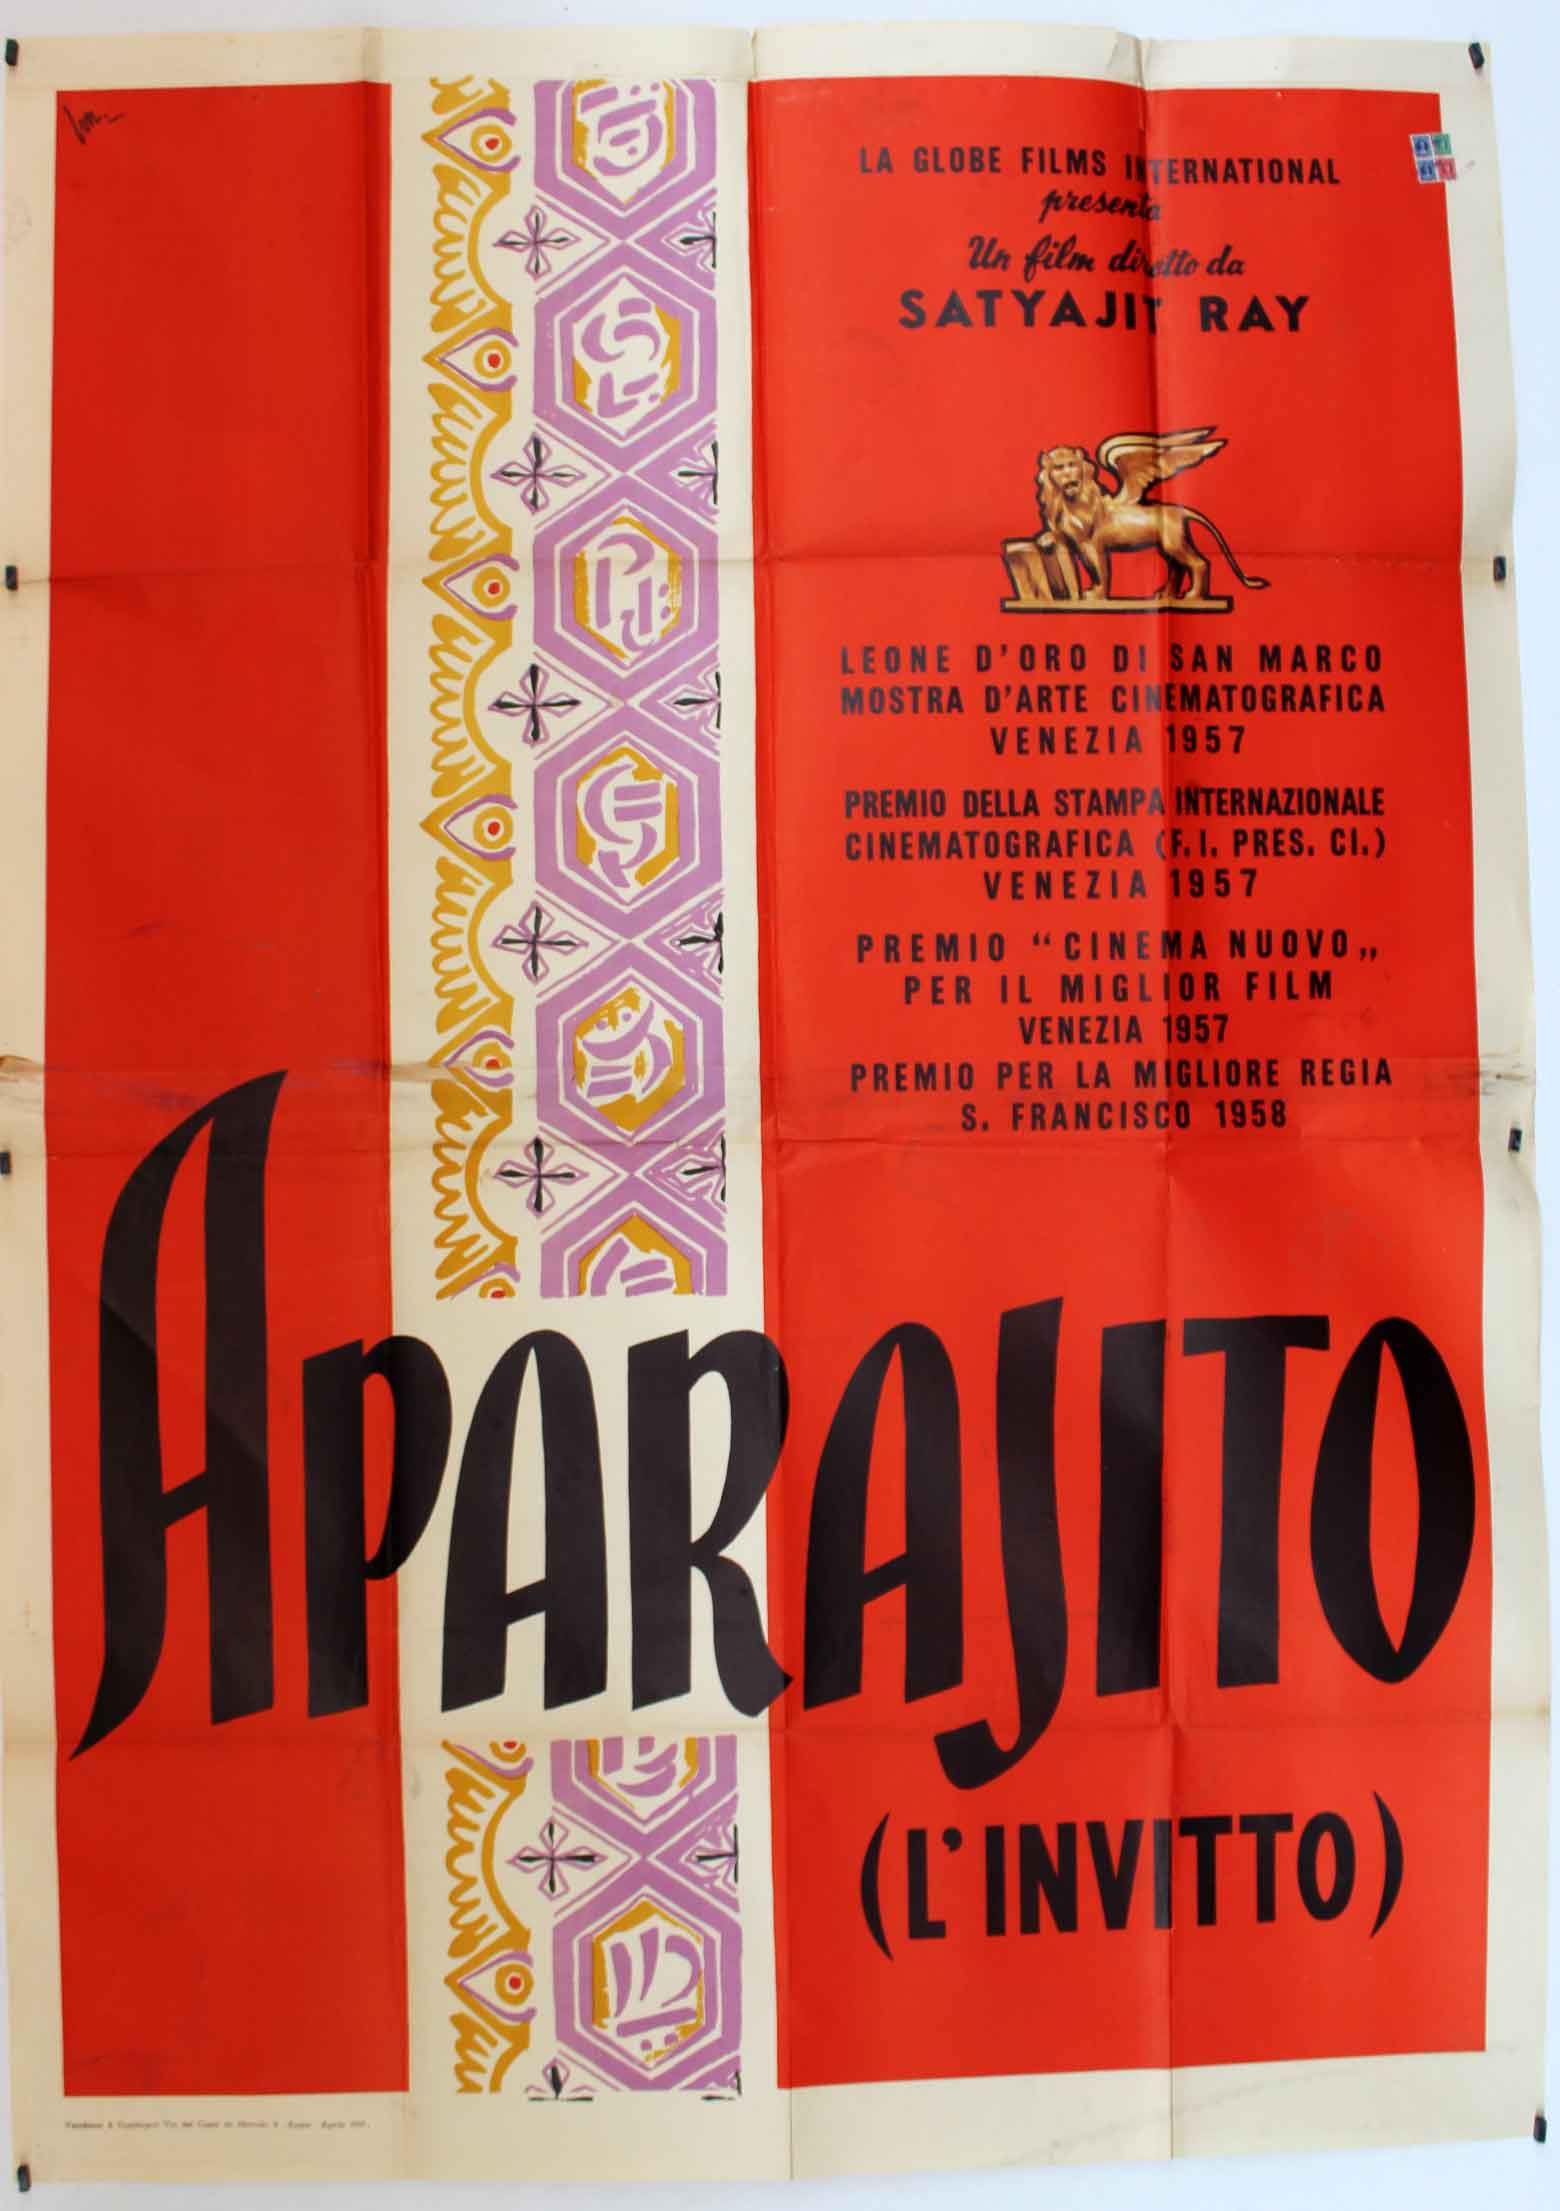 LA GLOBE FILMS INTERNATIONAL
presenta
Un film diretto da
SATYAJIT RAY
LEONE D'ORO DI SAN MARCO
MOSTRA D'ARTE CINEMATOGRAFICA
VENEZIA 1957
PREMIO DELLA STAMPA INTERNAZIONALE
CINEMATOGRAFICA (F. I. PRES. CI.)
VENEZIA 1957
PREMIO “CINEMA NUOVO„
PER IL MIGLIOR FILM
VENEZIA 1957
PREMIO PER LA MIGLIORE REGIA
S. FRANCISCO 1958
APARAJITO
(L'INVITTO)